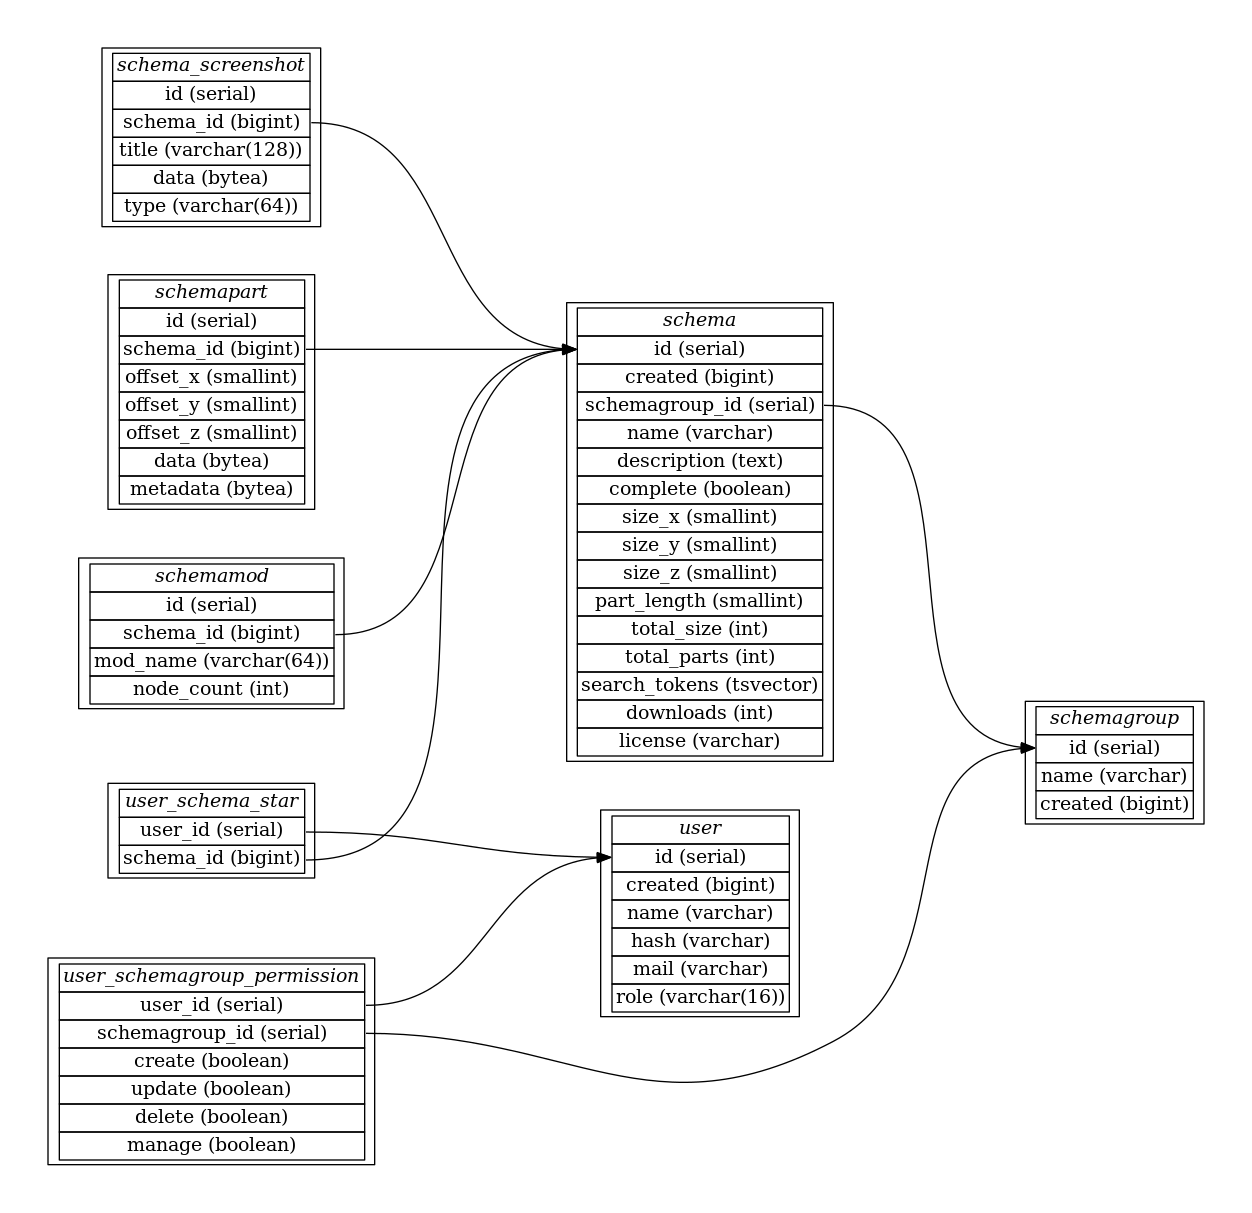 schema_screenshot
id (serial)
schema_id (bigint)
title (varchar(128))
data (bytea)
type (varchar(64))
schemapart
id (serial)
schema_id (bigint)
offset_x (smallint)
offset_y (smallint)
offset_z (smallint)
data (bytea)
metadata (bytea)
schemamod
id (serial)
schema_id (bigint)
mod_name (varchar(64))
node_count (int)
user_schema_star
user_id (serial)
schema_id (bigint)
user_schemagroup_permission
user_id (serial)
schemagroup_id (serial)
create (boolean)
update (boolean)
delete (boolean)
manage (boolean)
schema
id (serial)
created (bigint)
schemagroup_id (serial)
name (varchar)
description (text)
complete (boolean)
size_x (smallint)
size_y (smallint)
size_z (smallint)
part_length (smallint)
total_size (int)
total_parts (int)
search_tokens (tsvector)
downloads (int)
license (varchar)
user
id (serial)
created (bigint)
name (varchar)
hash (varchar)
mail (varchar)
role (varchar(16))
schemagroup
id (serial)
name (varchar)
created (bigint)